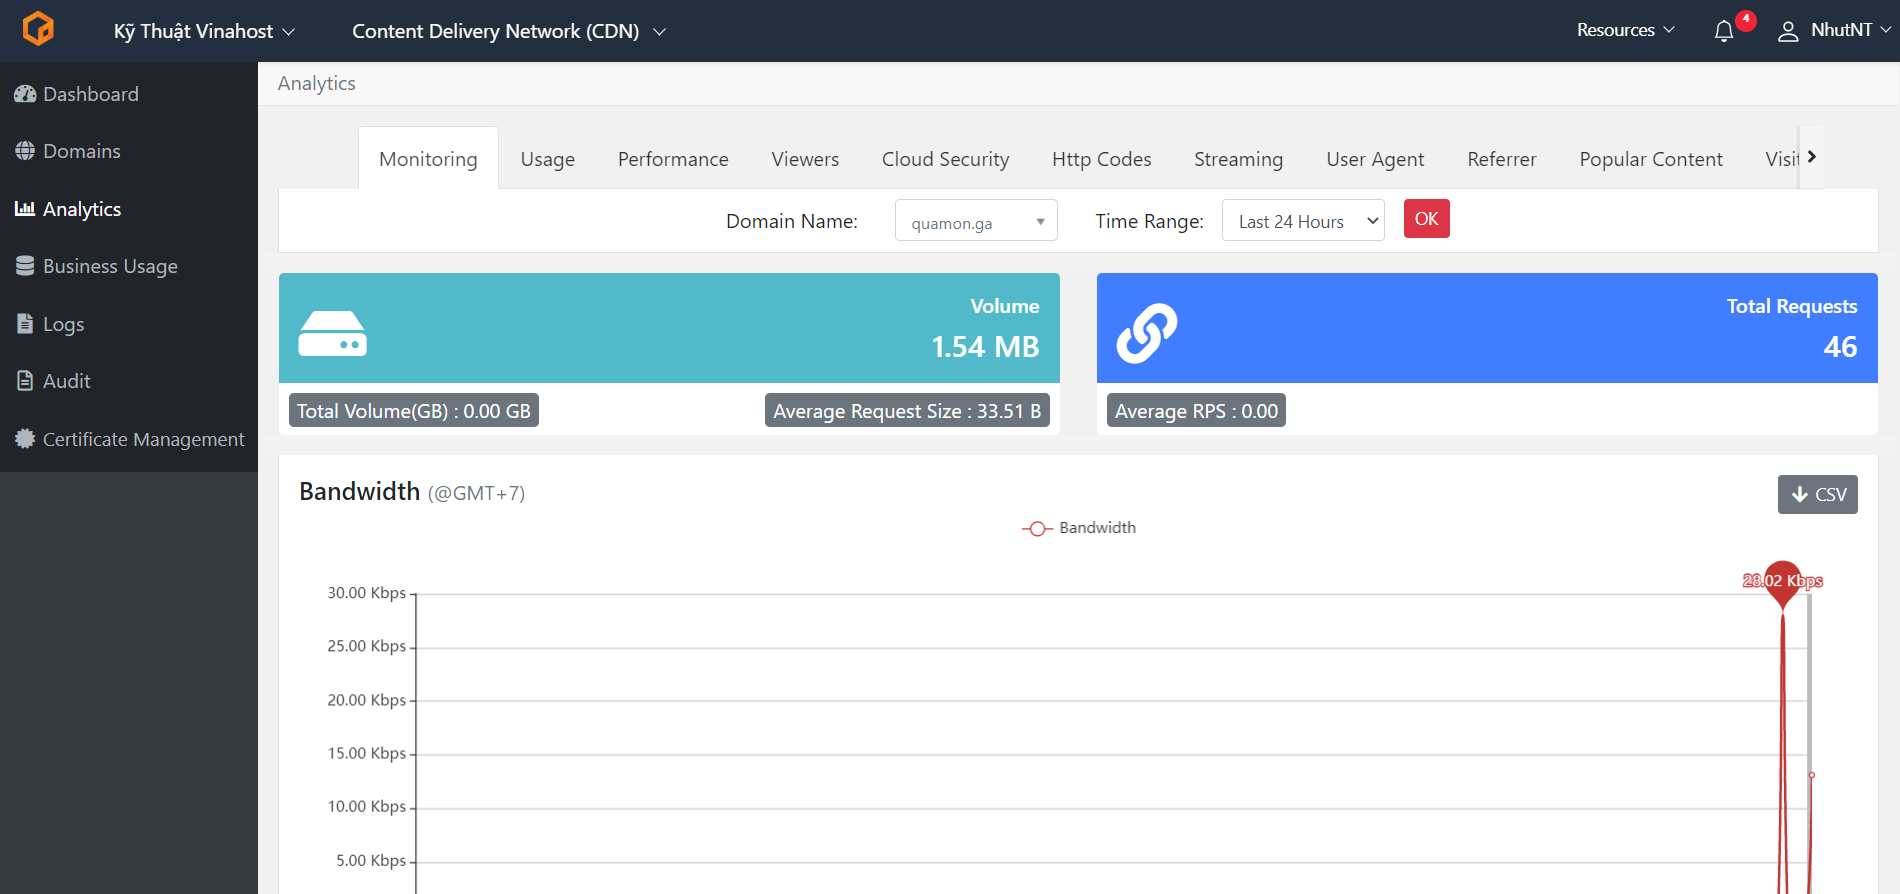 Kỹ Thuật Vinahost Content Delivery Network (CDN) Resources 4 NhutNT
Dashboard
Domains
Analytics
Business Usage
Logs
Audit
Certificate Management
Analytics
Monitoring Usage Performance Viewers Cloud Security Http Codes Streaming User Agent Referrer Popular Content
Domain Name: quamon.ga Time Range: Last 24 Hours OK
Volume
1.54 MB
Total Volume(GB) : 0.00 GB Average Request Size : 33.51 B
Total Requests
46
Average RPS : 0.00
Bandwidth (@GMT+7) CSV
Bandwidth
28.02 Kbps
30.00 Kbps
25.00 Kbps
20.00 Kbps
15.00 Kbps
10.00 Kbps
5.00 Kbps